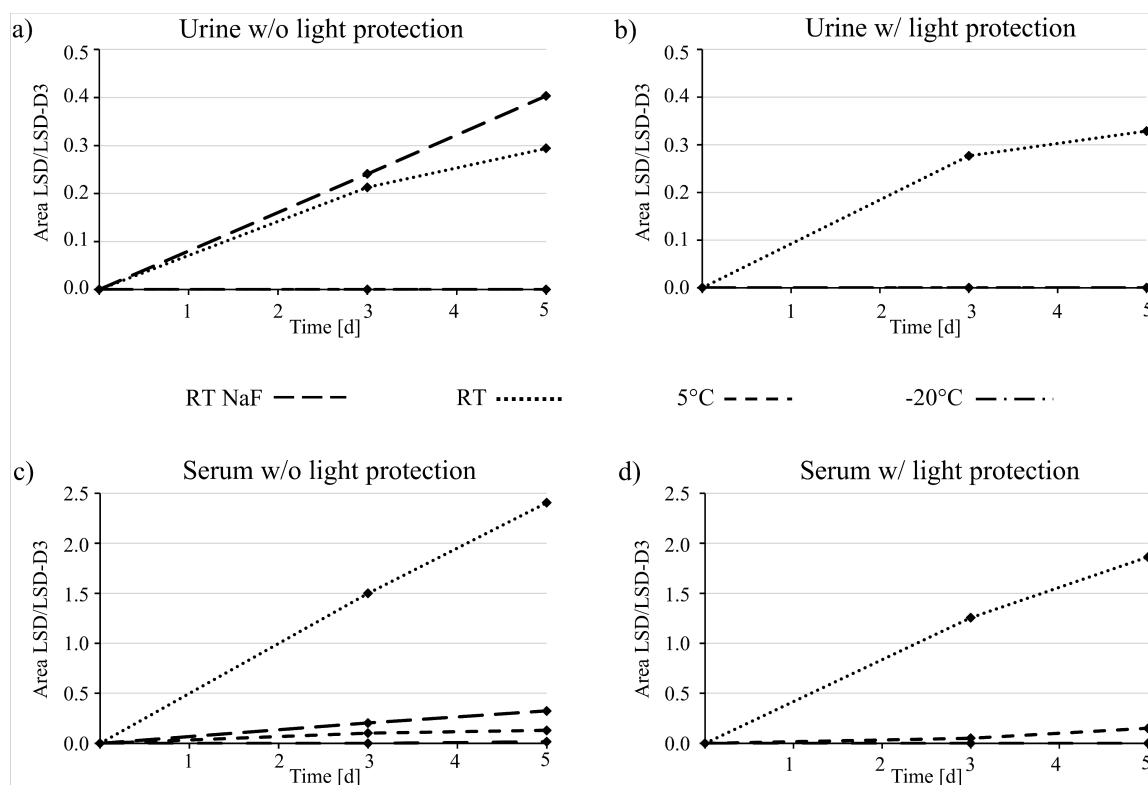 a) Urine w/o light protection
Area LSD/LSD-D3
0.5
0.4
0.3
0.2
0.1
0.0
1 2 3 4 5
Time [d]
b) Urine w/ light protection
Area LSD/LSD-D3
0.5
0.4
0.3
0.2
0.1
0.0
1 2 3 4 5
Time [d]
RT NaF RT 5°C -20°C
c) Serum w/o light protection
Area LSD/LSD-D3
2.5
2.0
1.5
1.0
0.5
0.0
1 2 3 4 5
Time [d]
d) Serum w/ light protection
Area LSD/LSD-D3
2.5
2.0
1.5
1.0
0.5
0.0
1 2 3 4 5
Time [d]